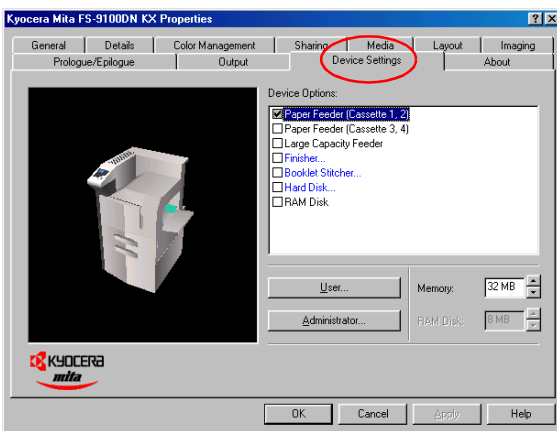 Kyocera Mita FS-9100DN KX Properties
General Details Color Management Sharing Media Layout Imaging
Prologue/Epilogue Output Device Settings About
Device Options:
Paper Feeder (Cassette 1, 2)
Paper Feeder (Cassette 3, 4)
Large Capacity Feeder
Finisher...
Booklet Stitcher...
Hard Disk...
RAM Disk
User... Memory: 32 MB
Administrator... RAM Disk: 8 MB
KYOCERA
mita
OK Cancel Apply Help